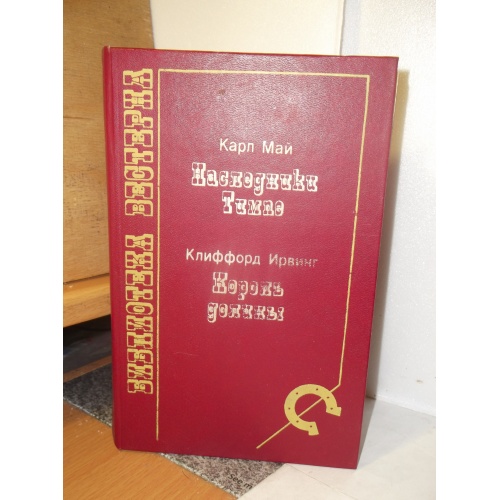 БИБЛИОТЕКА ВЕСТЕРНА
Карл Май
Наследники
Тимпе
Клиффорд Ирвинг
Король
долины